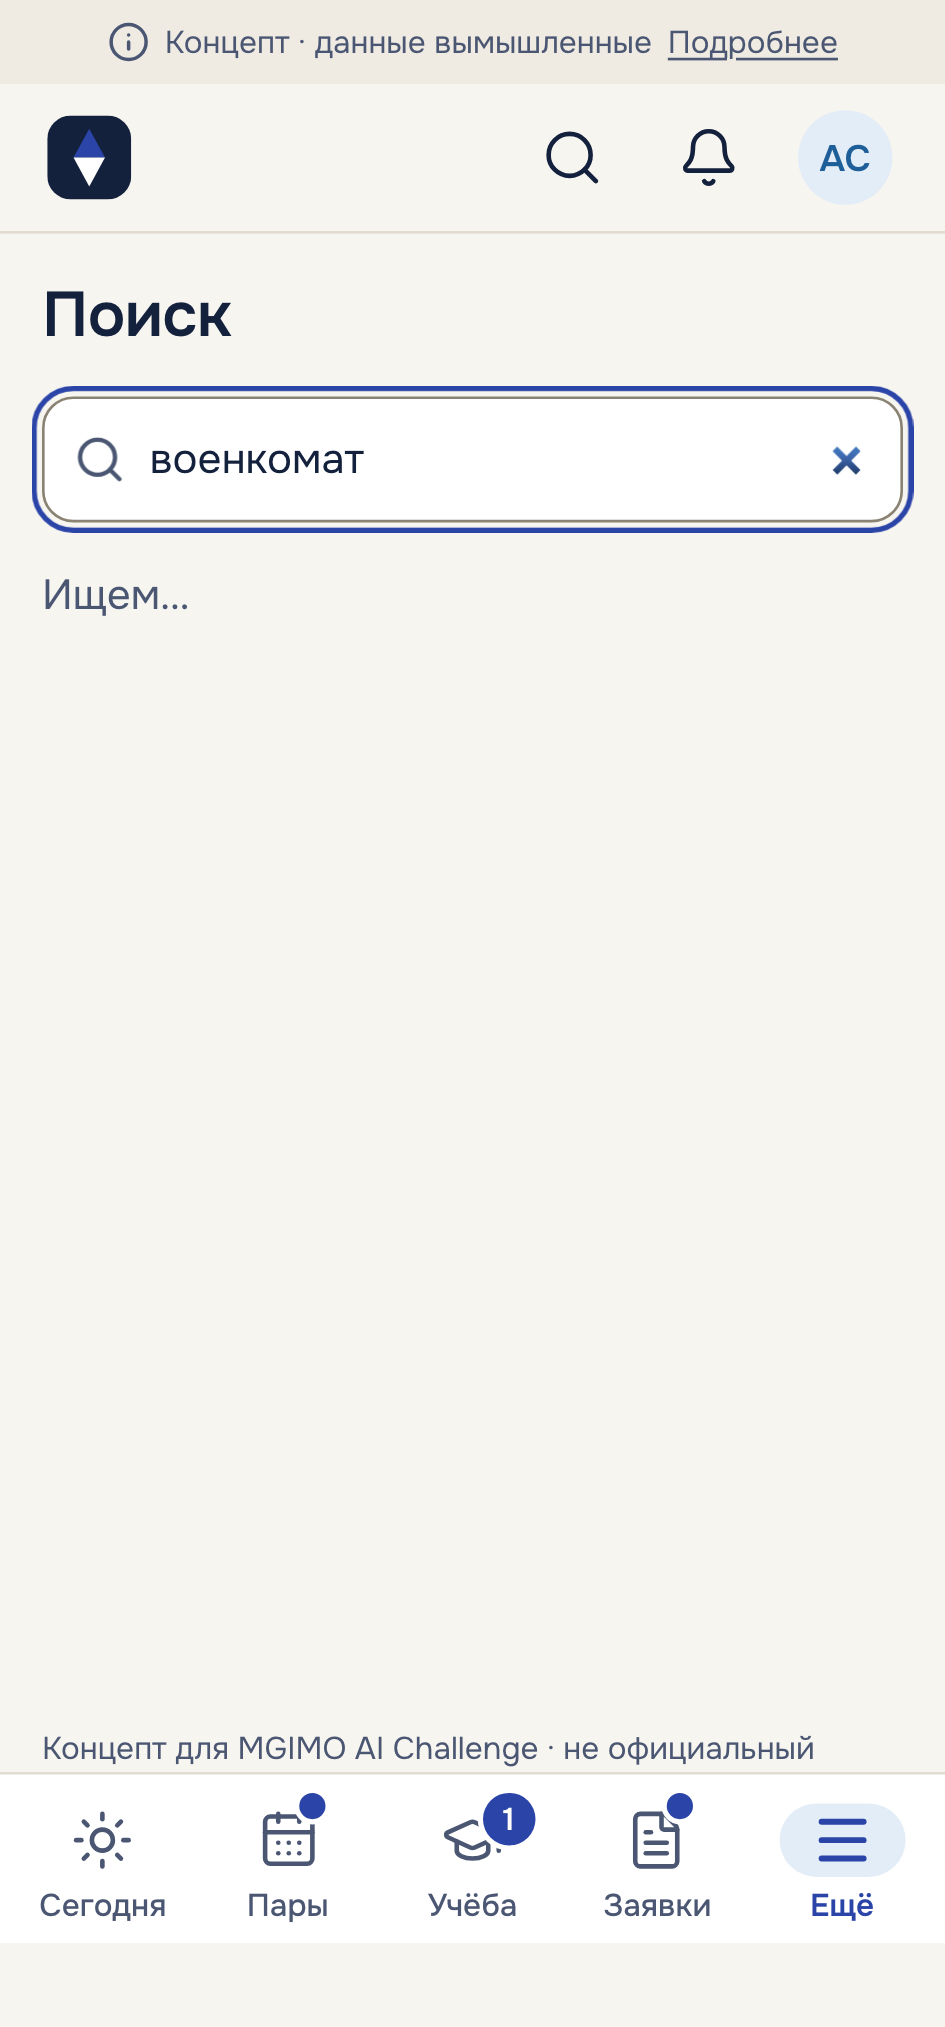 Концепт · данные вымышленные Подробнее
АС
Поиск
военкомат
Ищем...
Концепт для MGIMO AI Challenge · не официальный
1
Сегодня Пары Учёба Заявки Ещё